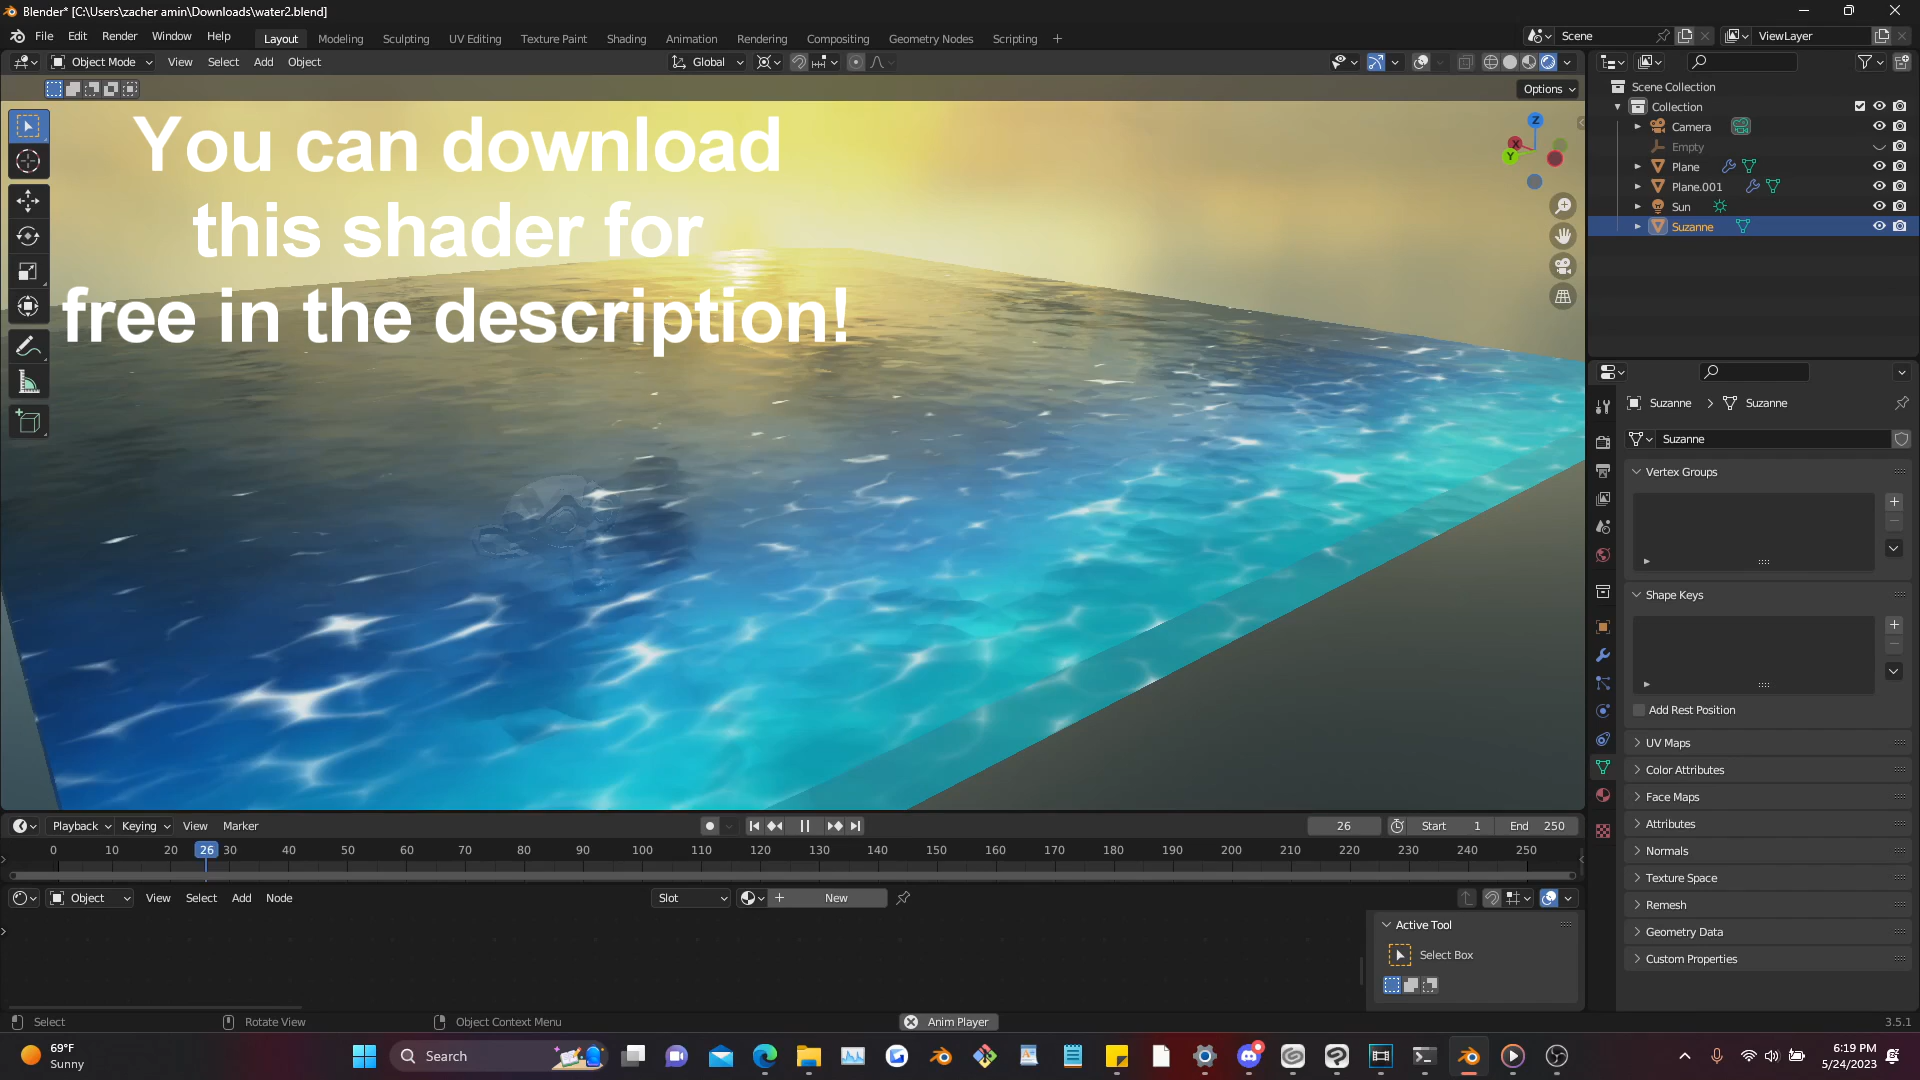 Blender* [C:\Users\zacher amin\Downloads\water2.blend]
File Edit Render Window Help Layout Modeling Sculpting UV Editing Texture Paint Shading Animation Rendering Compositing Geometry Nodes Scripting + Scene ViewLayer
Object Mode View Select Add Object Global
Options
You can download
this shader for
free in the description!
Z
X
Y
Scene Collection
Collection
Camera
Empty
Plane
Plane.001
Sun
Suzanne
Suzanne > Suzanne
Suzanne
Vertex Groups
Shape Keys
Add Rest Position
UV Maps
Color Attributes
Face Maps
Attributes
Normals
Texture Space
Remesh
Geometry Data
Custom Properties
Playback Keying View Marker 26 Start 1 End 250
0 10 20 26 30 40 50 60 70 80 90 100 110 120 130 140 150 160 170 180 190 200 210 220 230 240 250
Object View Select Add Node Slot New
Active Tool
Select Box
Select Rotate View Object Context Menu Anim Player 3.5.1
69°F
Sunny
Search
6:19 PM
5/24/2023